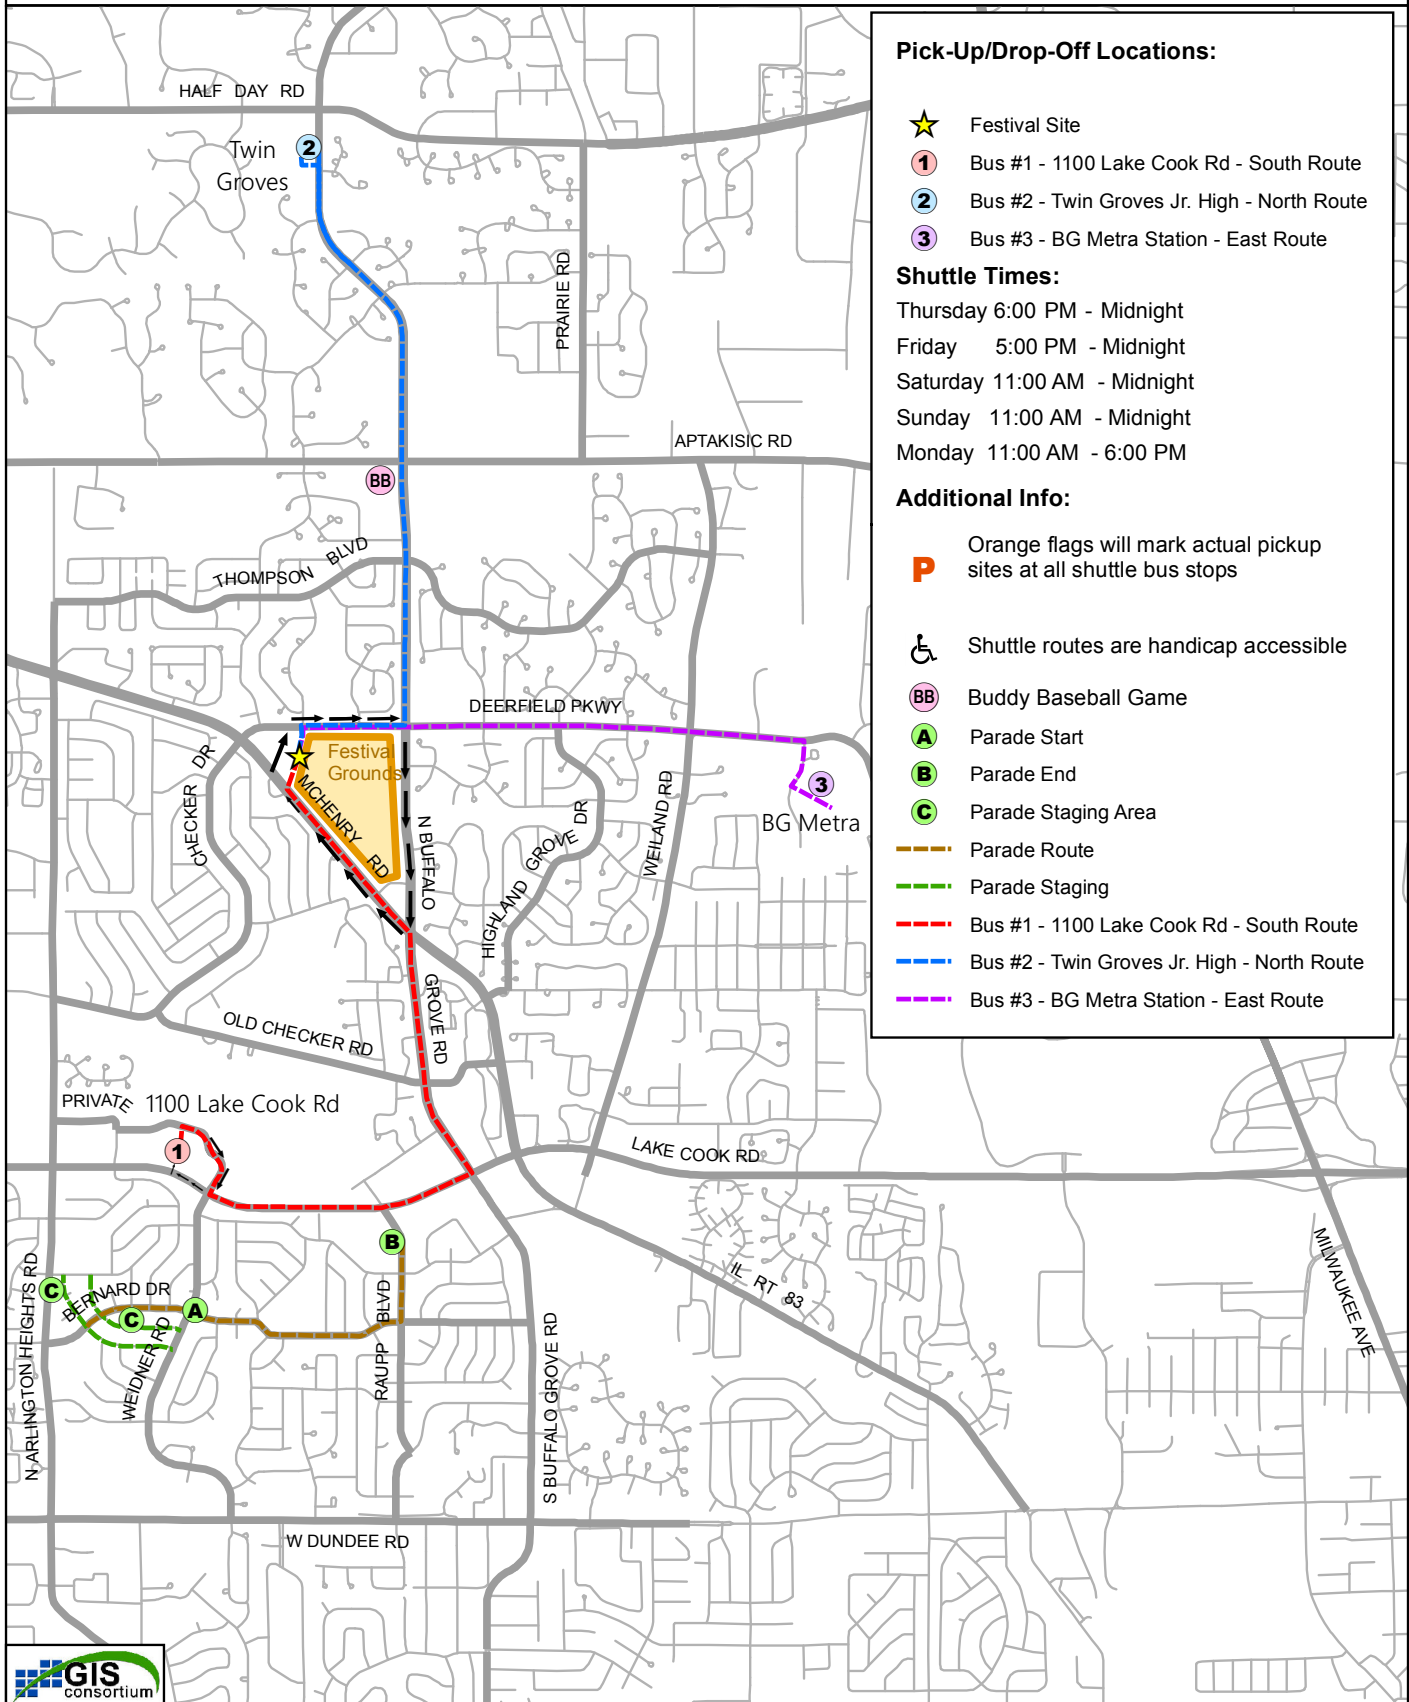 Pick-Up/Drop-Off Locations:
Festival Site
1 Bus #1 - 1100 Lake Cook Rd - South Route
2 Bus #2 - Twin Groves Jr. High - North Route
3 Bus #3 - BG Metra Station - East Route
Shuttle Times:
Thursday 6:00 PM - Midnight
Friday 5:00 PM - Midnight
Saturday 11:00 AM - Midnight
Sunday 11:00 AM - Midnight
Monday 11:00 AM - 6:00 PM
Additional Info:
P Orange flags will mark actual pickup
sites at all shuttle bus stops
Shuttle routes are handicap accessible
BB Buddy Baseball Game
A Parade Start
B Parade End
C Parade Staging Area
Parade Route
Parade Staging
Bus #1 - 1100 Lake Cook Rd - South Route
Bus #2 - Twin Groves Jr. High - North Route
Bus #3 - BG Metra Station - East Route
HALF DAY RD
2
Twin
Groves
PRAIRIE RD
APTAKISIC RD
BB
THOMPSON BLVD
DEERFIELD PKWY
Festival
Grounds
CHECKER DR
MCHENRY RD
N BUFFALO GROVE RD
HIGHLAND GROVE DR
WEILAND RD
3
BG Metra
OLD CHECKER RD
PRIVATE
1100 Lake Cook Rd
1
LAKE COOK RD
B
C
BERNARD DR
A
C
WEIDNER RD
RAUPP BLVD
N ARLINGTON HEIGHTS RD
S BUFFALO GROVE RD
IL RT 83
MILWAUKEE AVE
W DUNDEE RD
GIS
consortium